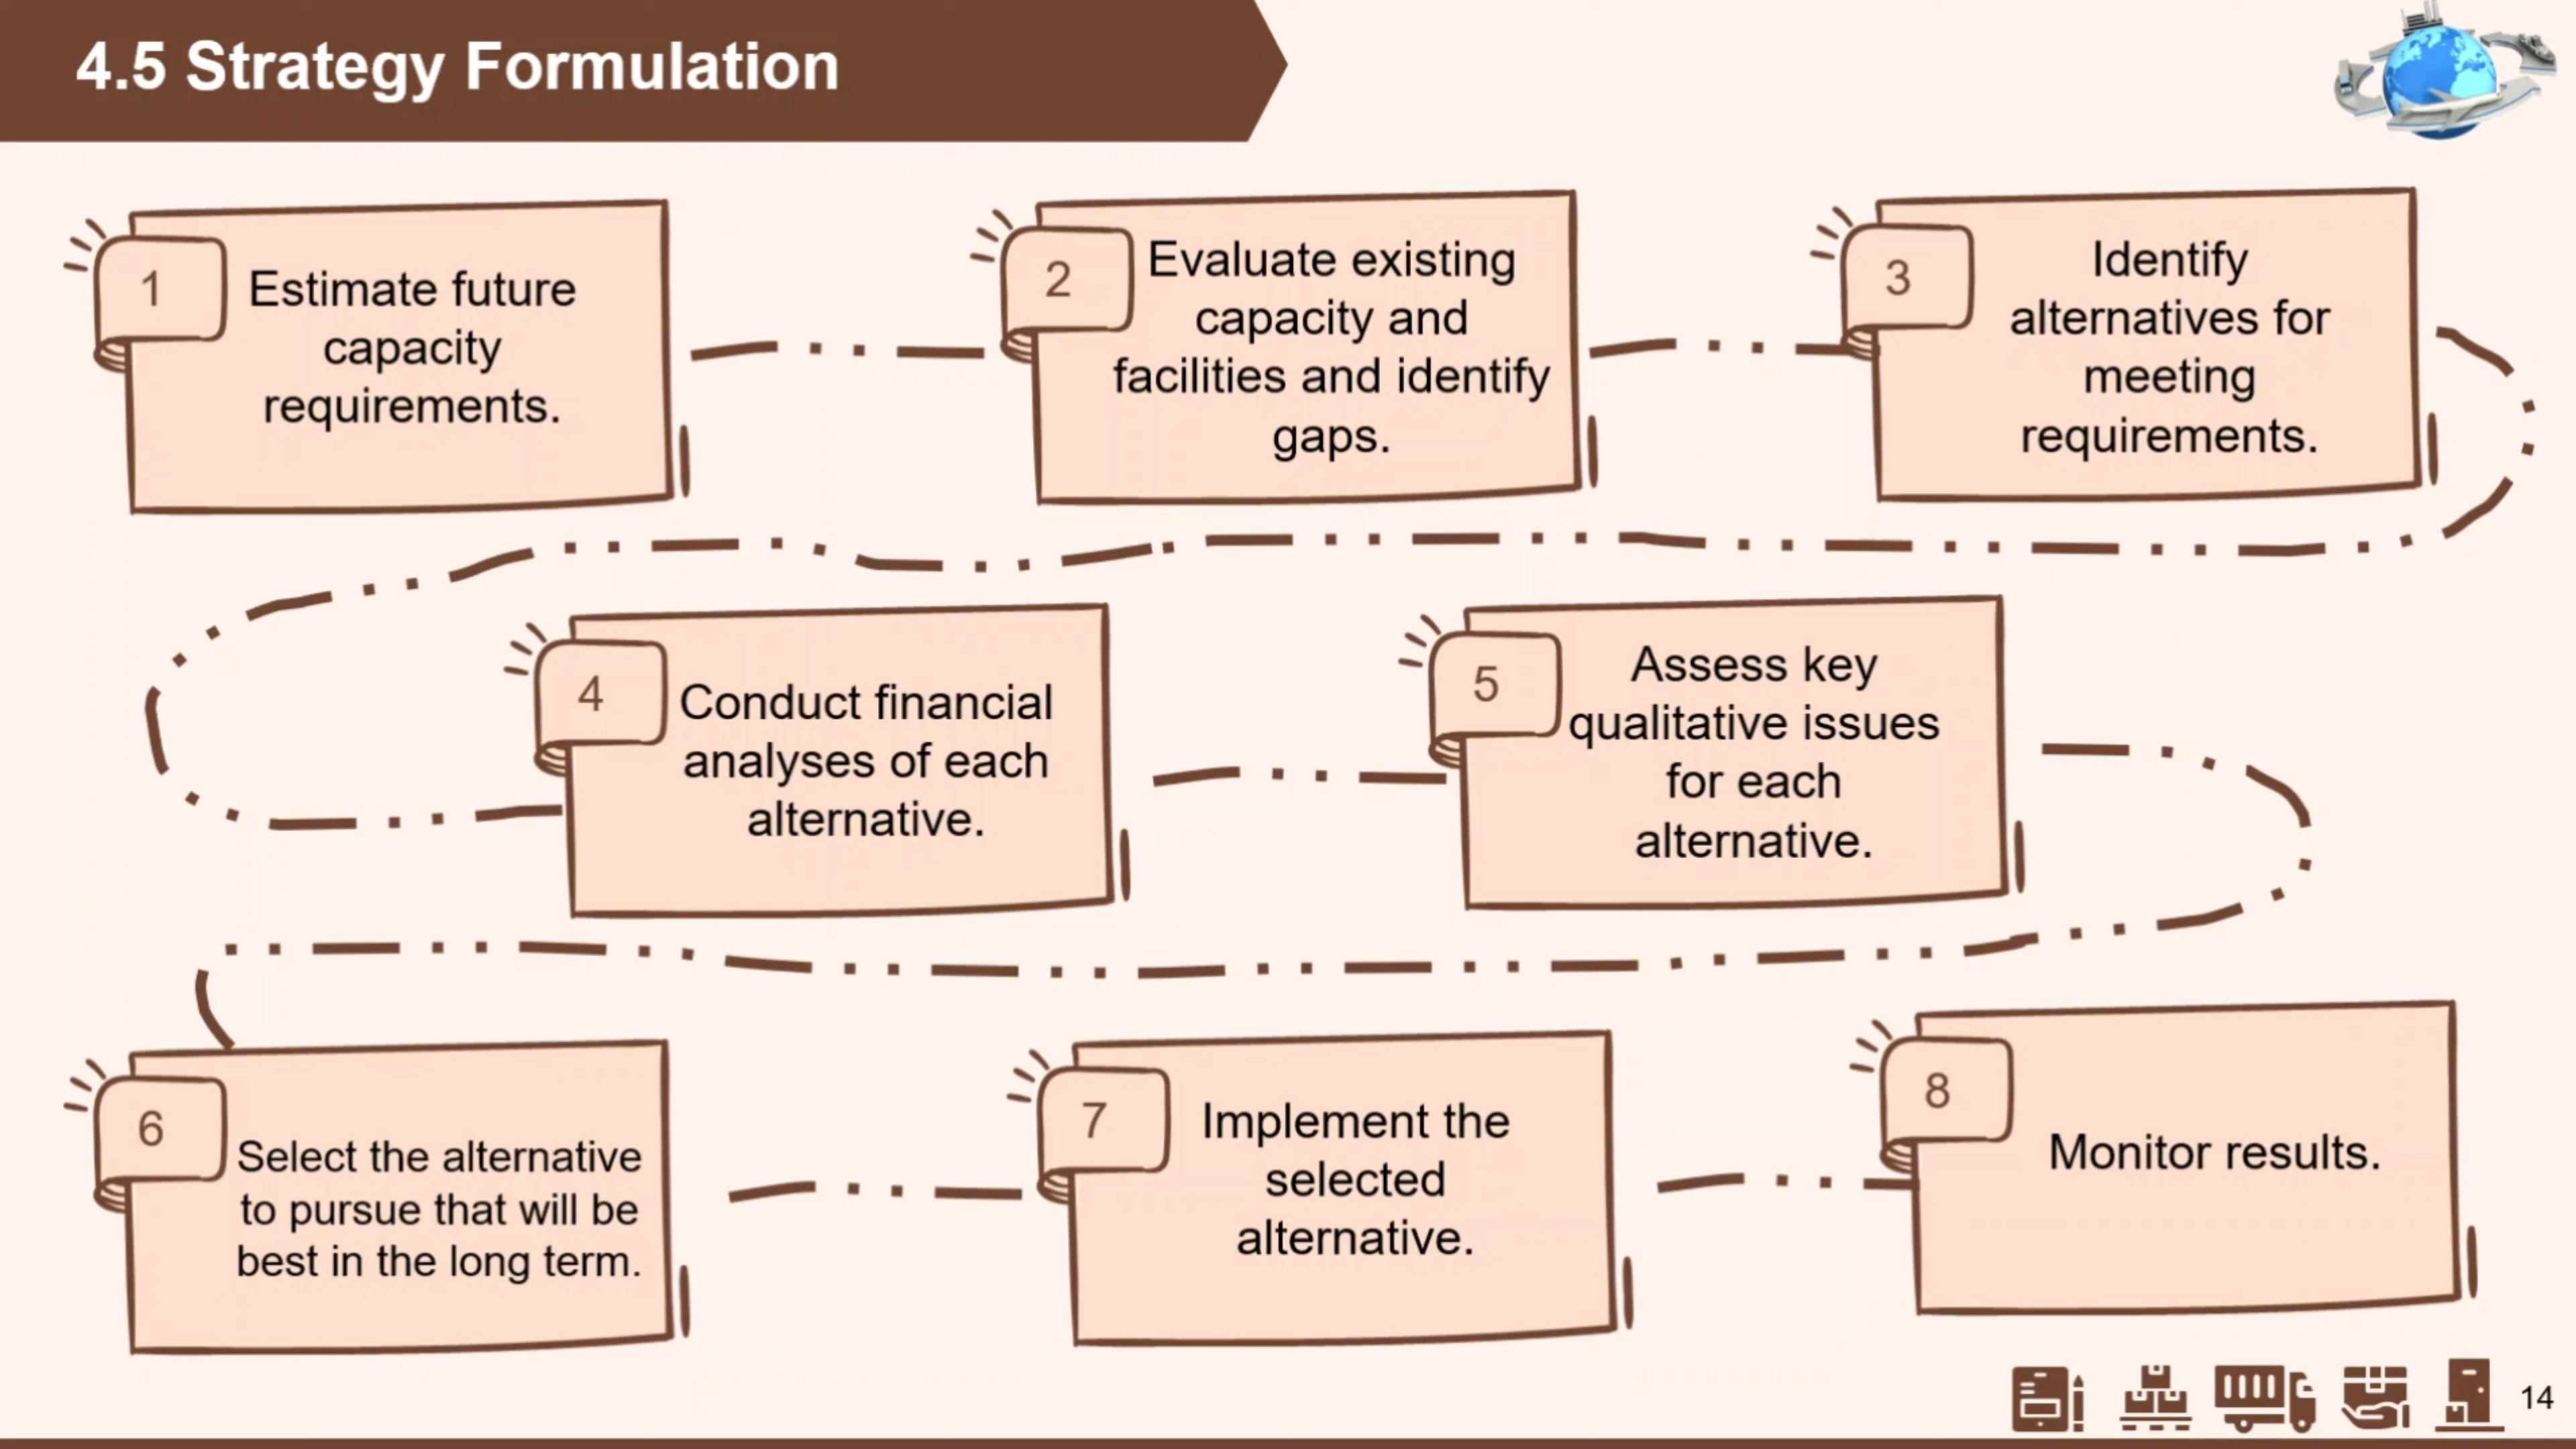 4.5 Strategy Formulation
1
Estimate future
capacity
requirements.
2
Evaluate existing
capacity and
facilities and identify
gaps.
3
Identify
alternatives for
meeting
requirements.
4
Conduct financial
analyses of each
alternative.
5
Assess key
qualitative issues
for each
alternative.
6
Select the alternative
to pursue that will be
best in the long term.
7
Implement the
selected
alternative.
8
Monitor results.
14